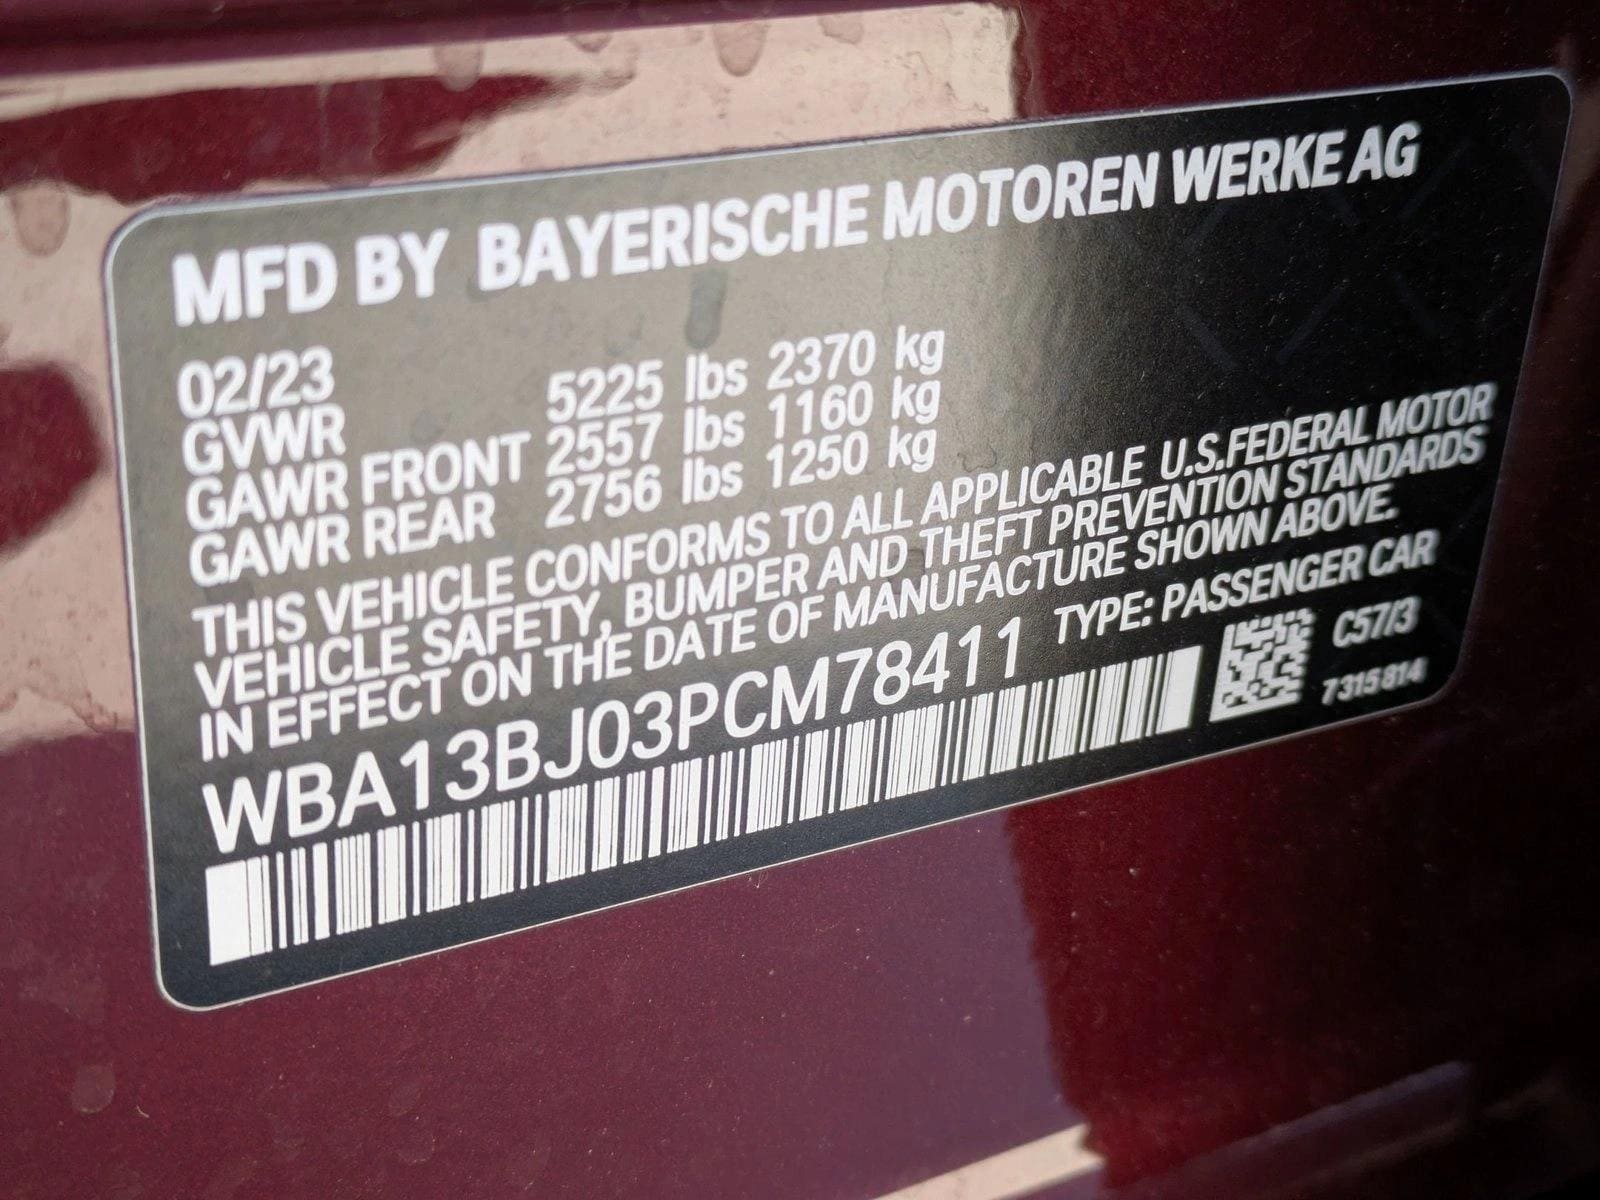 MFD BY BAYERISCHE MOTOREN WERKE AG
02/23
GVWR 5225 lbs 2370 kg
GAWR FRONT 2557 lbs 1160 kg
GAWR REAR 2756 lbs 1250 kg
THIS VEHICLE CONFORMS TO ALL APPLICABLE U.S.FEDERAL MOTOR
VEHICLE SAFETY, BUMPER AND THEFT PREVENTION STANDARDS
IN EFFECT ON THE DATE OF MANUFACTURE SHOWN ABOVE.
WBA13BJ03PCM78411 TYPE: PASSENGER CAR
C57/3
7315814